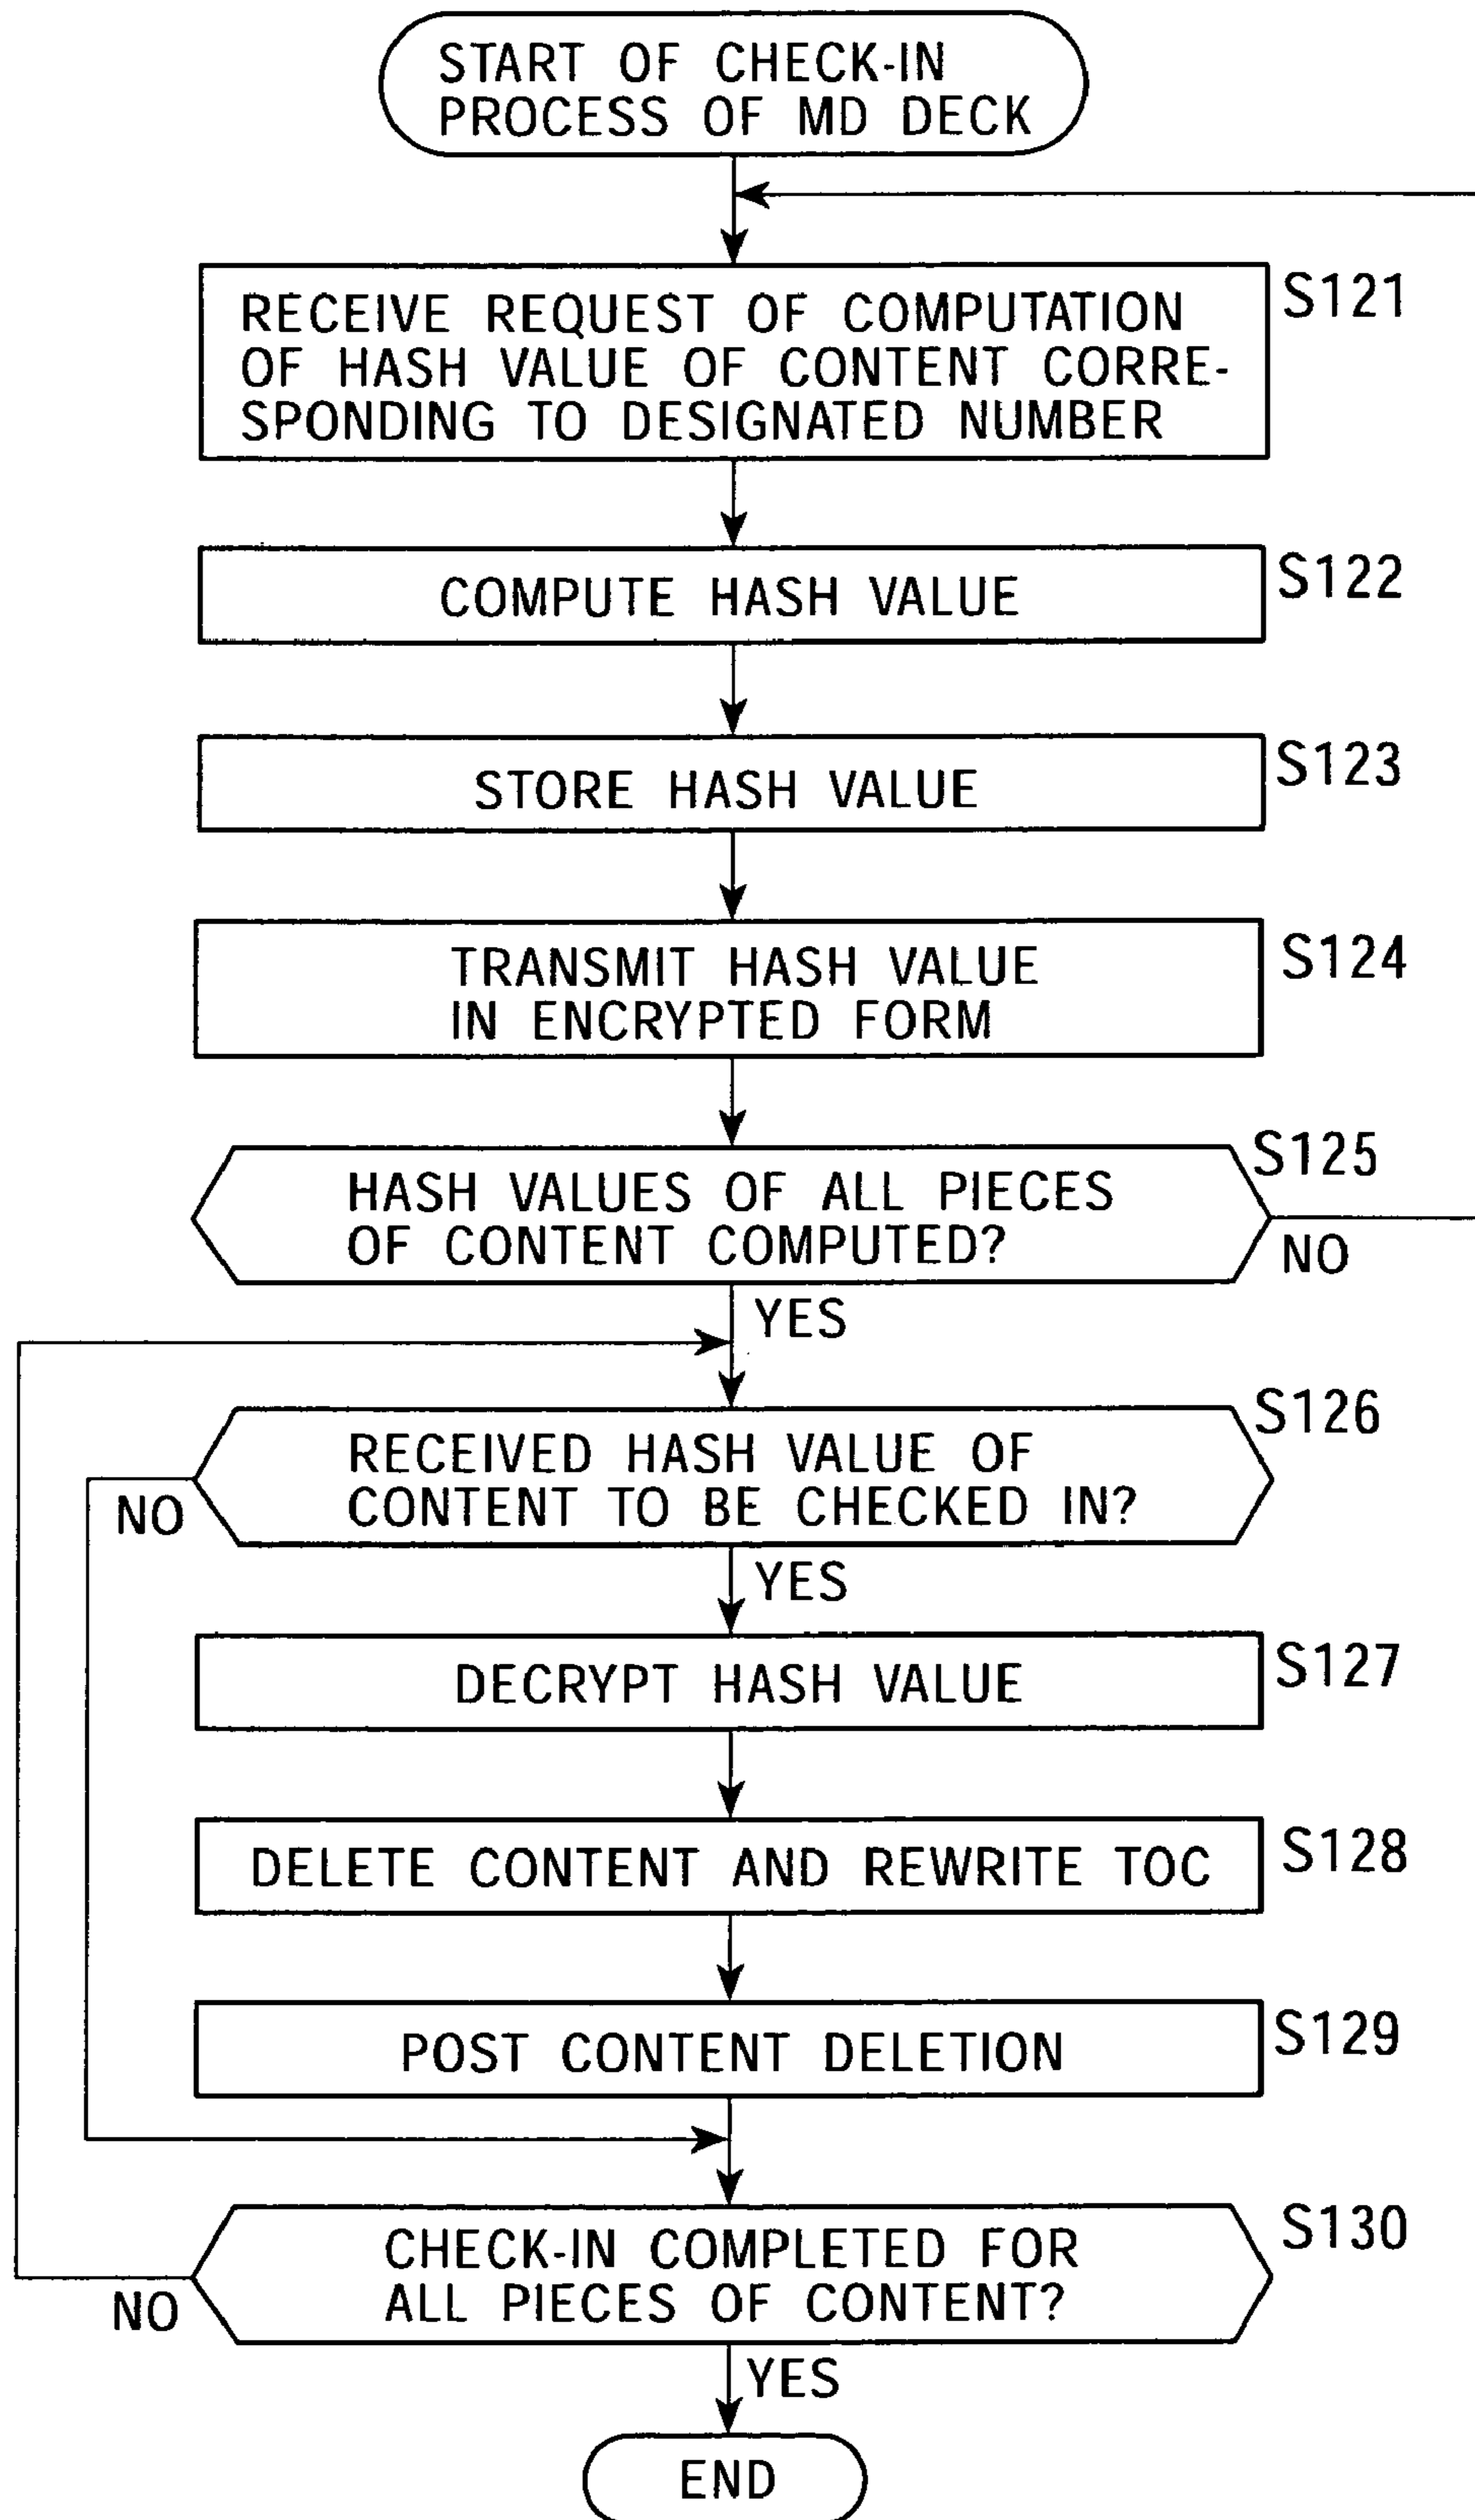 START OF CHECK-IN
PROCESS OF MD DECK
RECEIVE REQUEST OF COMPUTATION
OF HASH VALUE OF CONTENT CORRE-
SPONDING TO DESIGNATED NUMBER
S121
COMPUTE HASH VALUE
S122
STORE HASH VALUE
S123
TRANSMIT HASH VALUE
IN ENCRYPTED FORM
S124
HASH VALUES OF ALL PIECES
OF CONTENT COMPUTED?
S125
NO
YES
RECEIVED HASH VALUE OF
CONTENT TO BE CHECKED IN?
S126
NO
YES
DECRYPT HASH VALUE
S127
DELETE CONTENT AND REWRITE TOC
S128
POST CONTENT DELETION
S129
CHECK-IN COMPLETED FOR
ALL PIECES OF CONTENT?
S130
NO
YES
END